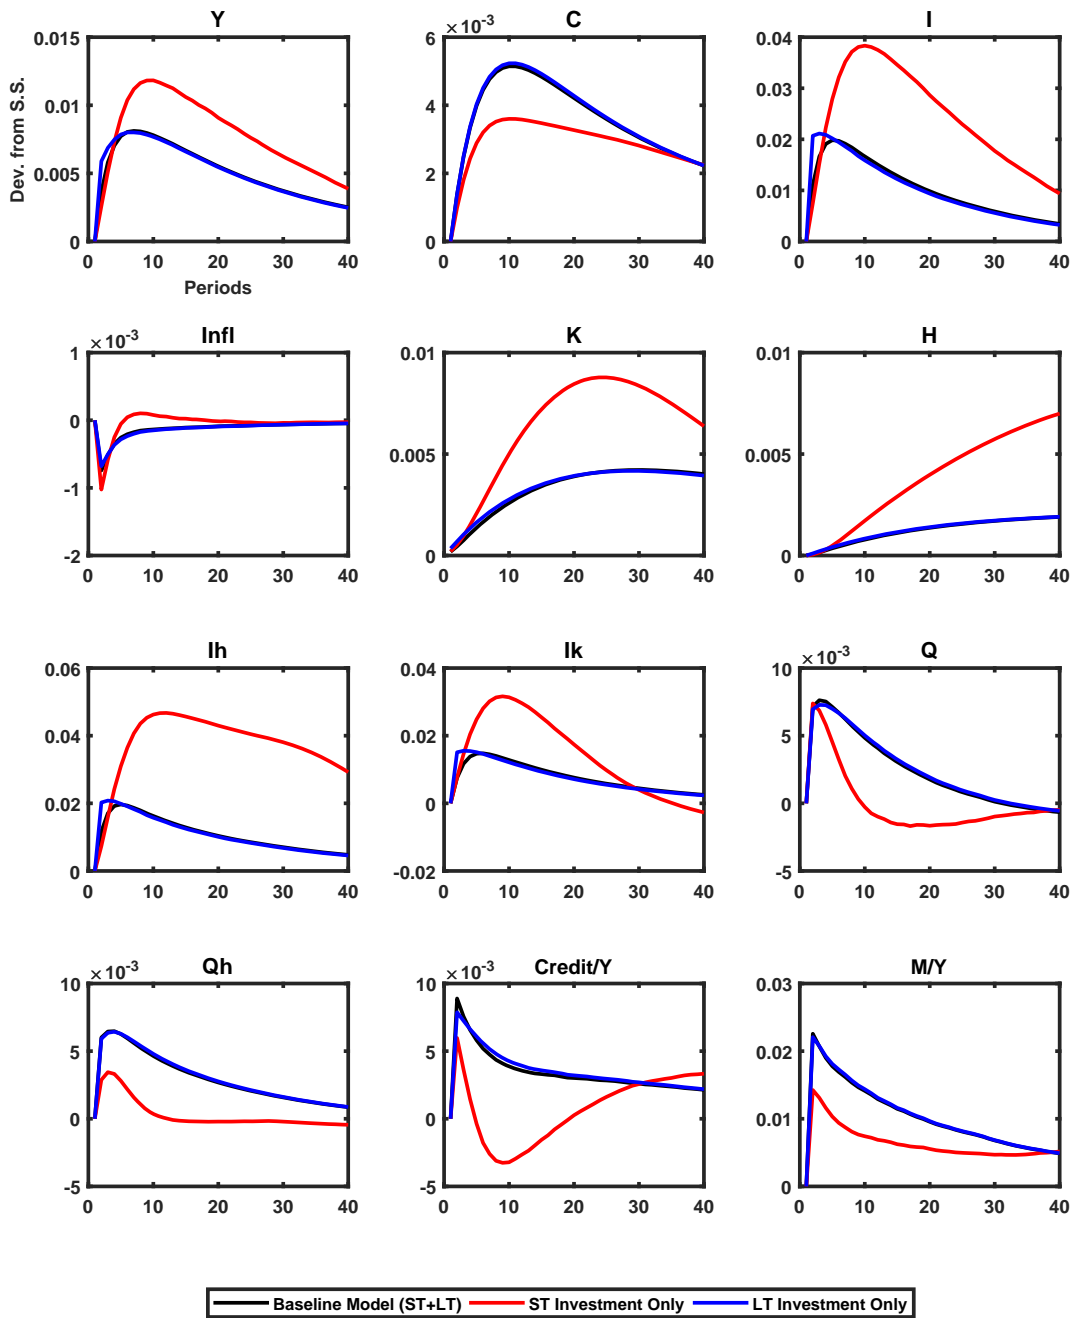 Y
C
I
Dev. from S.S.
0.015
0.01
0.005
0
0 10 20 30 40
Periods
×10-3
6
4
2
0
0 10 20 30 40
0.04
0.03
0.02
0.01
0
0 10 20 30 40
Infl
K
H
×10-3
1
0
-1
-2
0 10 20 30 40
0.01
0.005
0
0 10 20 30 40
0.01
0.005
0
0 10 20 30 40
Ih
Ik
Q
0.06
0.04
0.02
0
0 10 20 30 40
0.04
0.02
0
-0.02
0 10 20 30 40
×10-3
10
5
0
-5
0 10 20 30 40
Qh
Credit/Y
M/Y
×10-3
10
5
0
-5
0 10 20 30 40
×10-3
10
5
0
-5
0 10 20 30 40
0.03
0.02
0.01
0
0 10 20 30 40
Baseline Model (ST+LT) ST Investment Only LT Investment Only